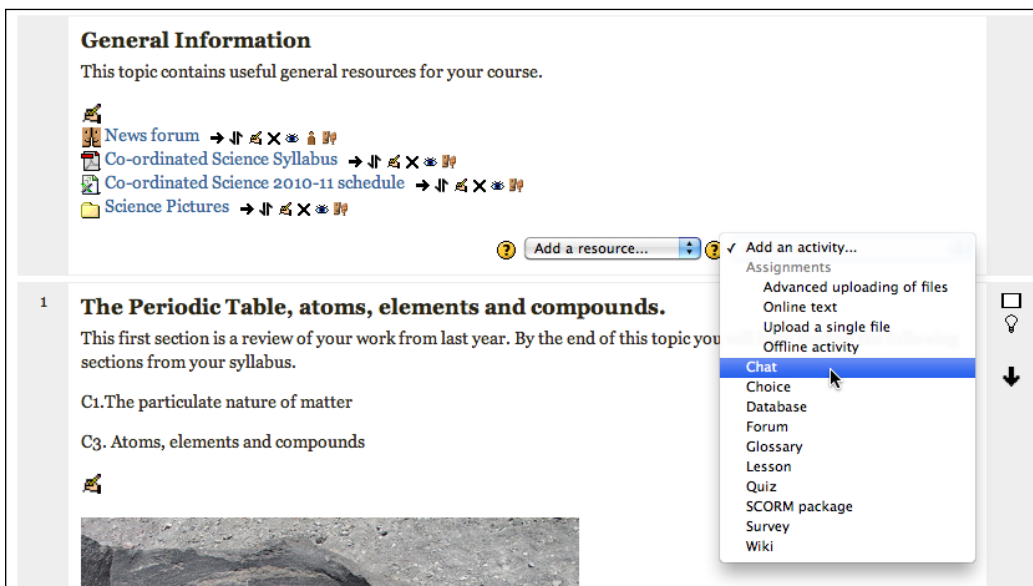 General Information
This topic contains useful general resources for your course.
News forum
Co-ordinated Science Syllabus
Co-ordinated Science 2010-11 schedule
Science Pictures
? Add a resource... ? ✓ Add an activity...
Assignments
Advanced uploading of files
Online text
Upload a single file
Offline activity
Chat
Choice
Database
Forum
Glossary
Lesson
Quiz
SCORM package
Survey
Wiki
1
The Periodic Table, atoms, elements and compounds.
This first section is a review of your work from last year. By the end of this topic you
sections from your syllabus.
C1.The particulate nature of matter
C3. Atoms, elements and compounds